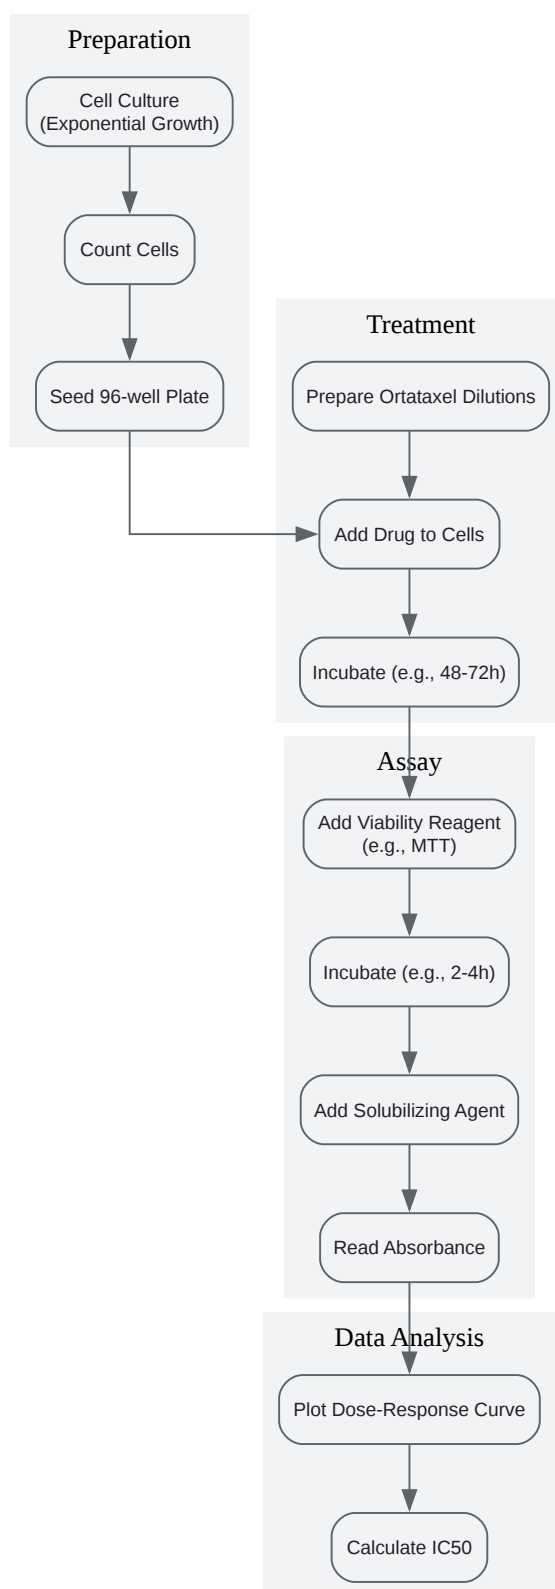 Preparation
Cell Culture
(Exponential Growth)
Count Cells
Seed 96-well Plate
Treatment
Prepare Ortataxel Dilutions
Add Drug to Cells
Incubate (e.g., 48-72h)
Assay
Add Viability Reagent
(e.g., MTT)
Incubate (e.g., 2-4h)
Add Solubilizing Agent
Read Absorbance
Data Analysis
Plot Dose-Response Curve
Calculate IC50